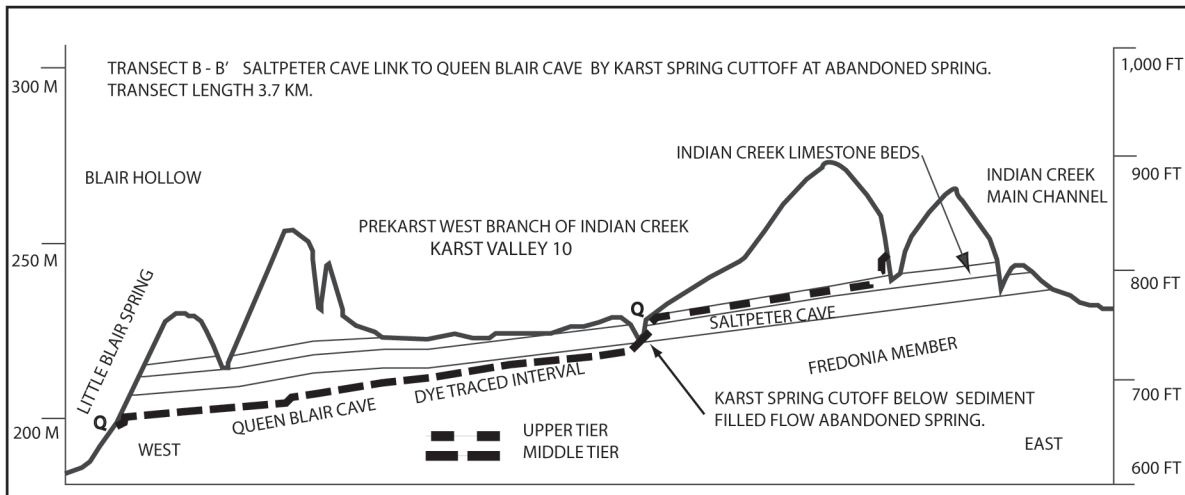 TRANSECT B - B' SALTPETER CAVE LINK TO QUEEN BLAIR CAVE BY KARST SPRING CUTTOFF AT ABANDONED SPRING.
TRANSECT LENGTH 3.7 KM.
300 M
250 M
200 M
1,000 FT
900 FT
800 FT
700 FT
600 FT
BLAIR HOLLOW
PREKARST WEST BRANCH OF INDIAN CREEK
KARST VALLEY 10
INDIAN CREEK LIMESTONE BEDS
INDIAN CREEK
MAIN CHANNEL
LITTLE BLAIR SPRING
Q
Q
SALTPETER CAVE
FREDONIA MEMBER
QUEEN BLAIR CAVE
DYE TRACED INTERVAL
KARST SPRING CUTOFF BELOW SEDIMENT
FILLED FLOW ABANDONED SPRING.
WEST
EAST
UPPER TIER
MIDDLE TIER